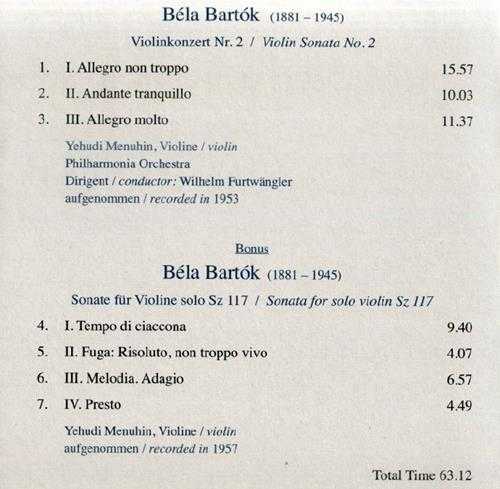 Béla Bartók (1881 – 1945)
Violinkonzert Nr. 2 / Violin Sonata No. 2
1. I. Allegro non troppo 15.57
2. II. Andante tranquillo 10.03
3. III. Allegro molto 11.37
Yehudi Menuhin, Violine / violin
Philharmonia Orchestra
Dirigent / conductor: Wilhelm Furtwängler
aufgenommen / recorded in 1953
Bonus
Béla Bartók (1881 – 1945)
Sonate für Violine solo Sz 117 / Sonata for solo violin Sz 117
4. I. Tempo di ciaccona 9.40
5. II. Fuga: Risoluto, non troppo vivo 4.07
6. III. Melodia. Adagio 6.57
7. IV. Presto 4.49
Yehudi Menuhin, Violine / violin
aufgenommen / recorded in 1957
Total Time 63.12